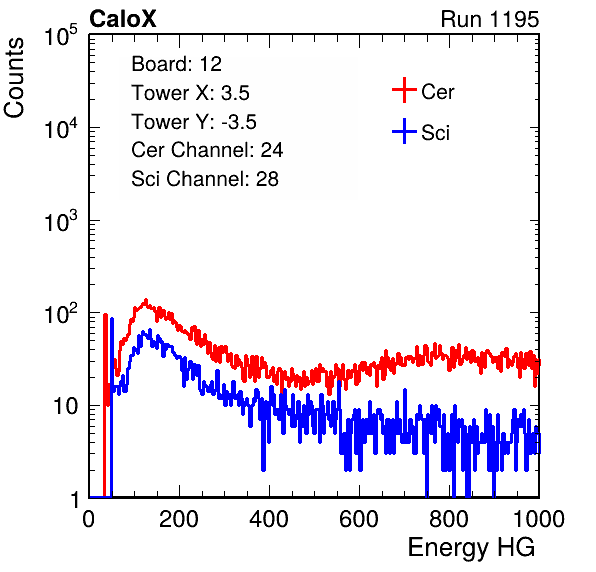 CaloX Run 1195
Counts
Board: 12
Tower X: 3.5
Tower Y: -3.5
Cer Channel: 24
Sci Channel: 28
Cer
Sci
10^5
10^4
10^3
10^2
10
1
0 200 400 600 800 1000
Energy HG